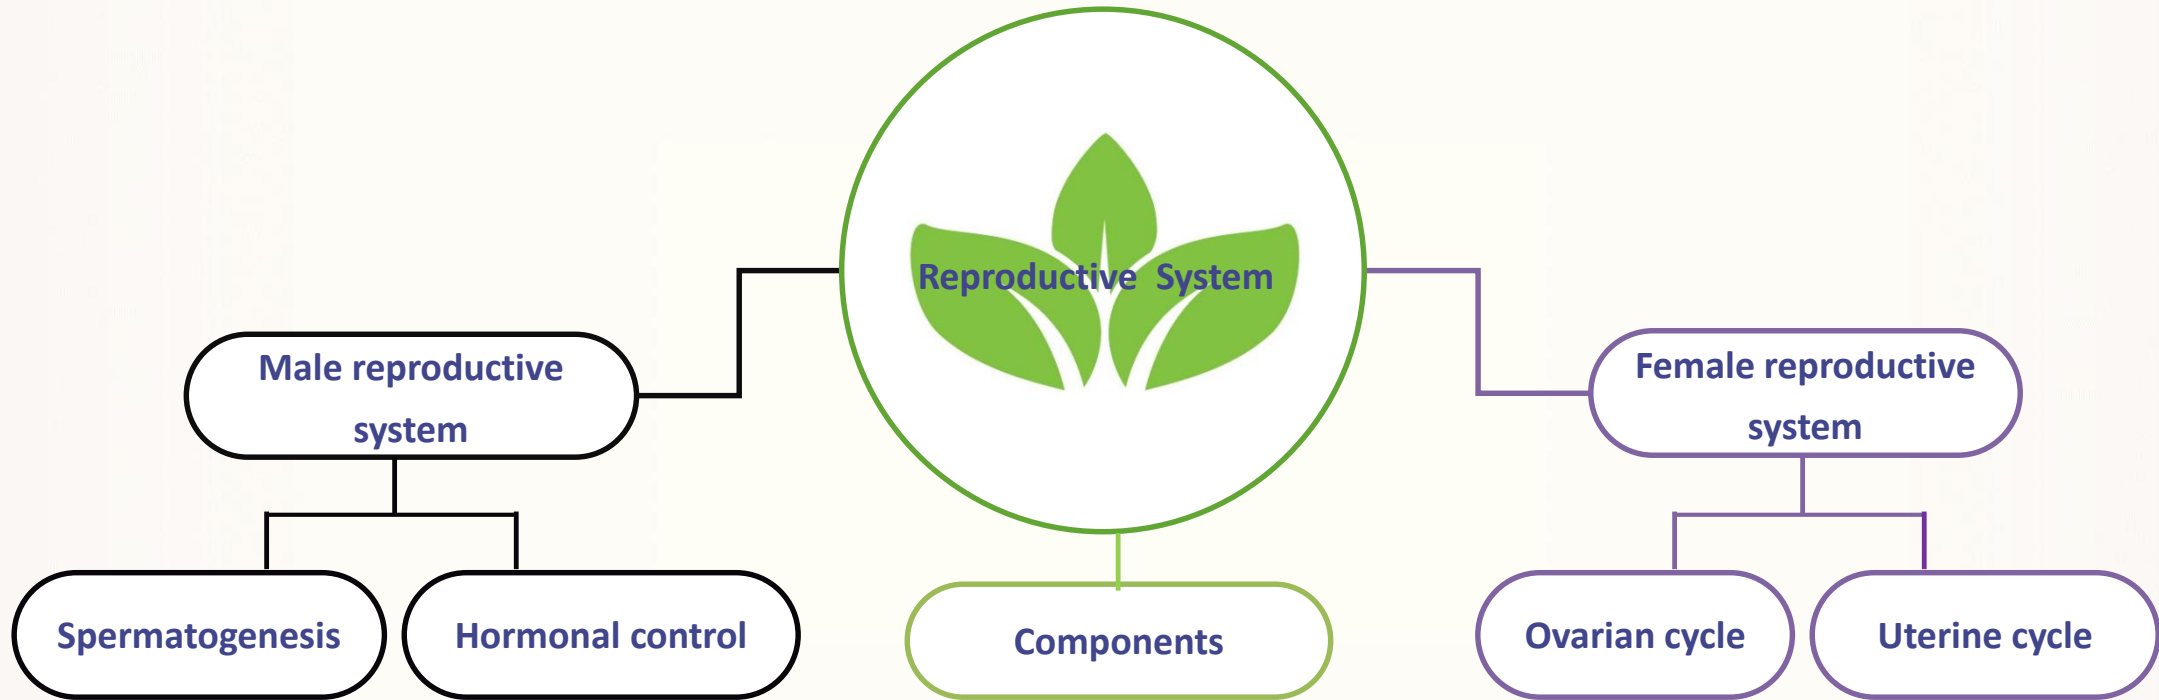 Reproductive System
Male reproductive
system
Female reproductive
system
Spermatogenesis
Hormonal control
Components
Ovarian cycle
Uterine cycle